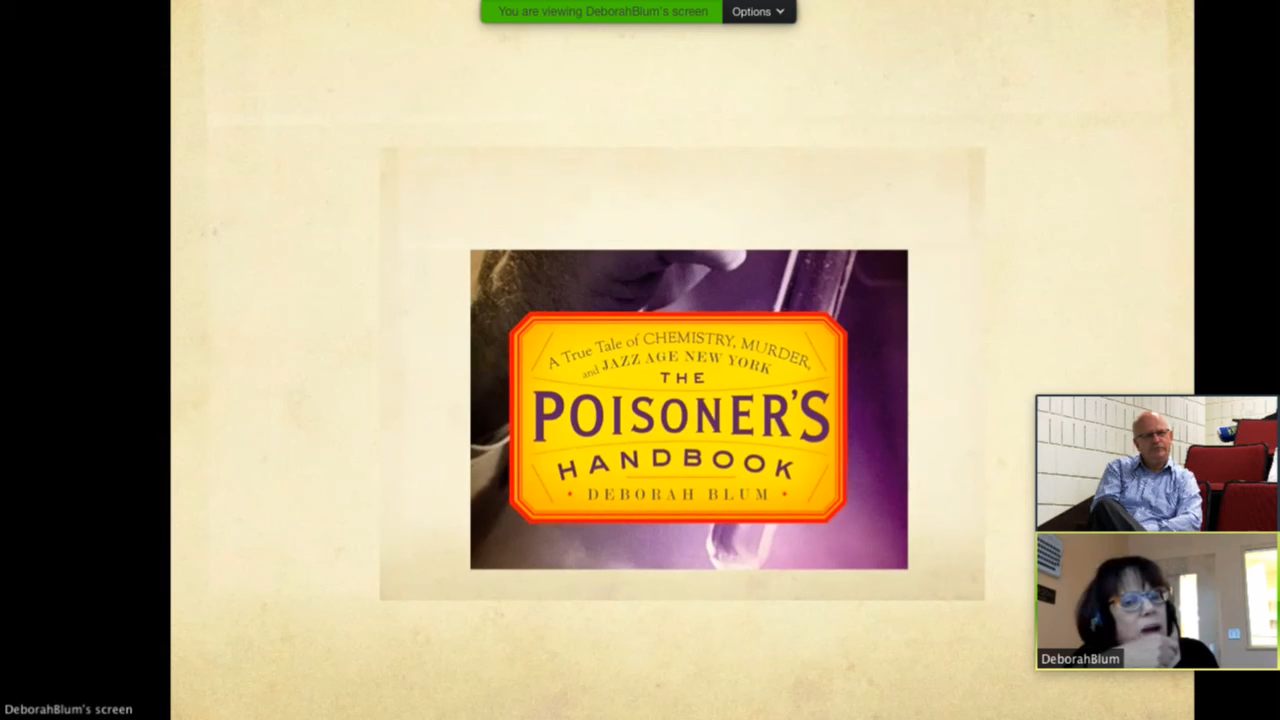 You are viewing DeborahBlum's screen
Options
A True Tale of CHEMISTRY, MURDER,
and JAZZ AGE NEW YORK
THE
POISONER'S
HANDBOOK
• DEBORAH BLUM •
DeborahBlum
DeborahBlum's screen